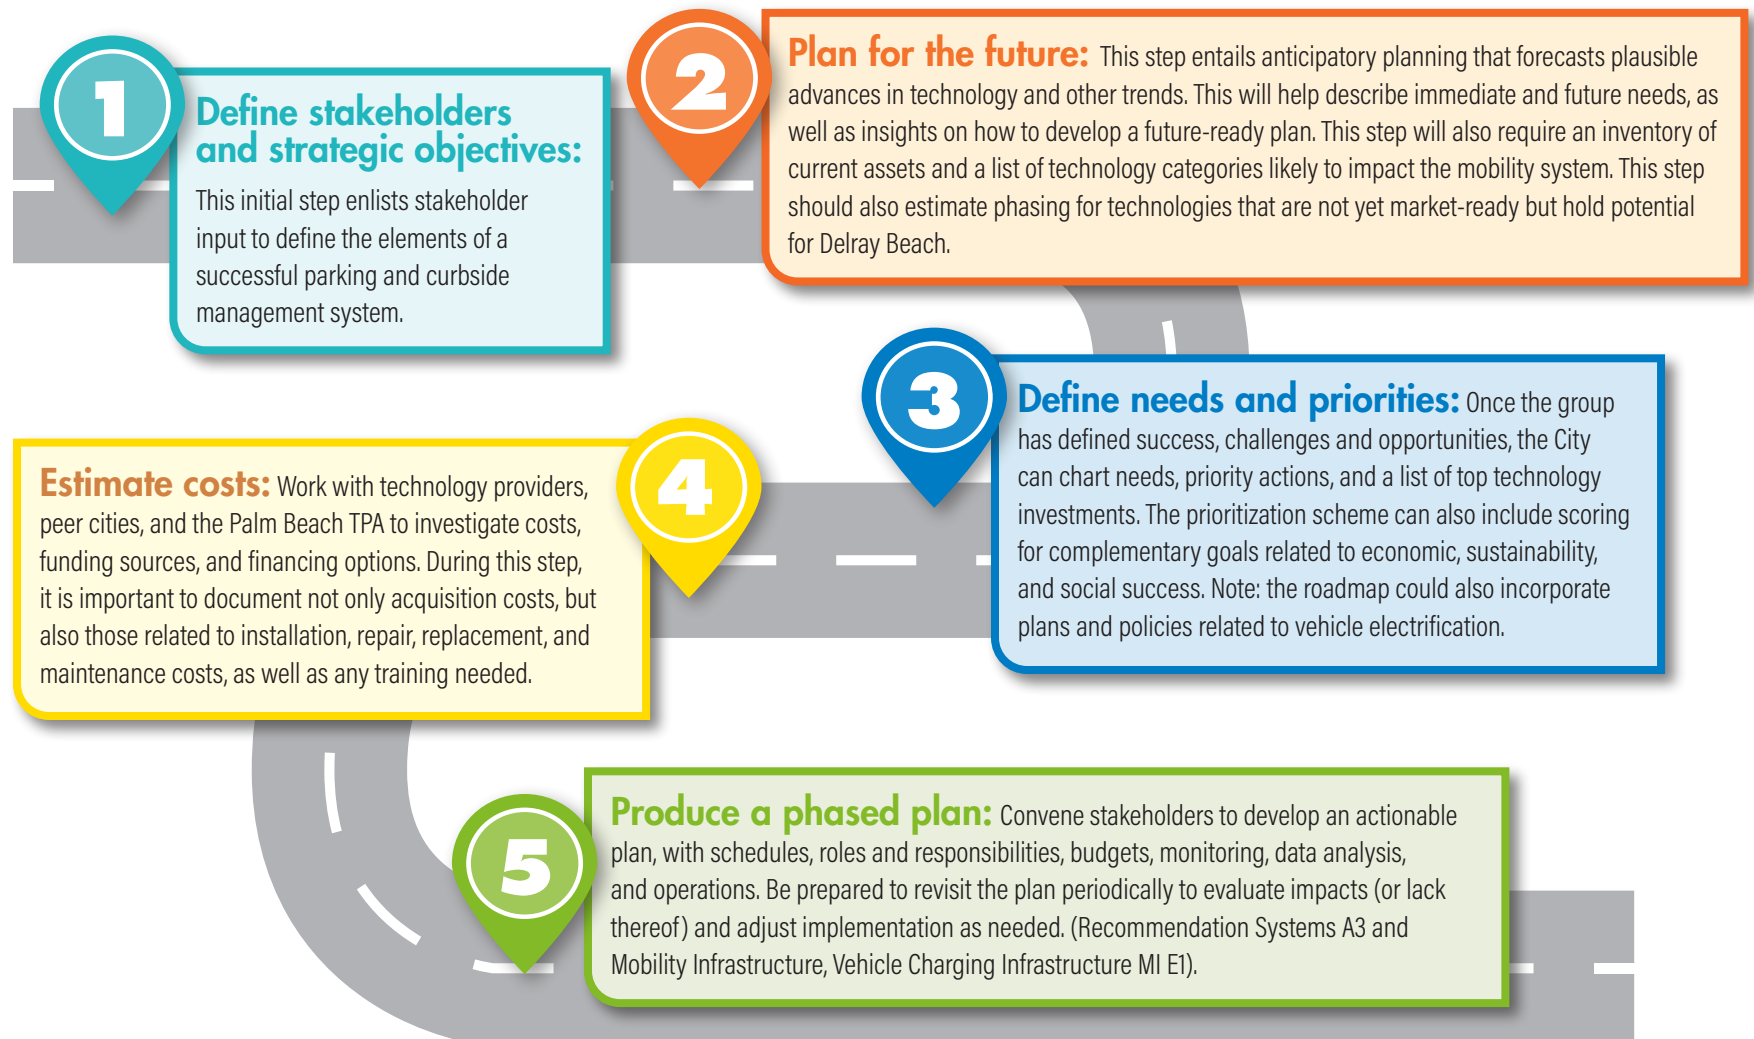 1
Define stakeholders
and strategic objectives:
This initial step enlists stakeholder
input to define the elements of a
successful parking and curbside
management system.
2
Plan for the future: This step entails anticipatory planning that forecasts plausible
advances in technology and other trends. This will help describe immediate and future needs, as
well as insights on how to develop a future-ready plan. This step will also require an inventory of
current assets and a list of technology categories likely to impact the mobility system. This step
should also estimate phasing for technologies that are not yet market-ready but hold potential
for Delray Beach.
3
Define needs and priorities: Once the group
has defined success, challenges and opportunities, the City
can chart needs, priority actions, and a list of top technology
investments. The prioritization scheme can also include scoring
for complementary goals related to economic, sustainability,
and social success. Note: the roadmap could also incorporate
plans and policies related to vehicle electrification.
4
Estimate costs: Work with technology providers,
peer cities, and the Palm Beach TPA to investigate costs,
funding sources, and financing options. During this step,
it is important to document not only acquisition costs, but
also those related to installation, repair, replacement, and
maintenance costs, as well as any training needed.
5
Produce a phased plan: Convene stakeholders to develop an actionable
plan, with schedules, roles and responsibilities, budgets, monitoring, data analysis,
and operations. Be prepared to revisit the plan periodically to evaluate impacts (or lack
thereof) and adjust implementation as needed. (Recommendation Systems A3 and
Mobility Infrastructure, Vehicle Charging Infrastructure MI E1).